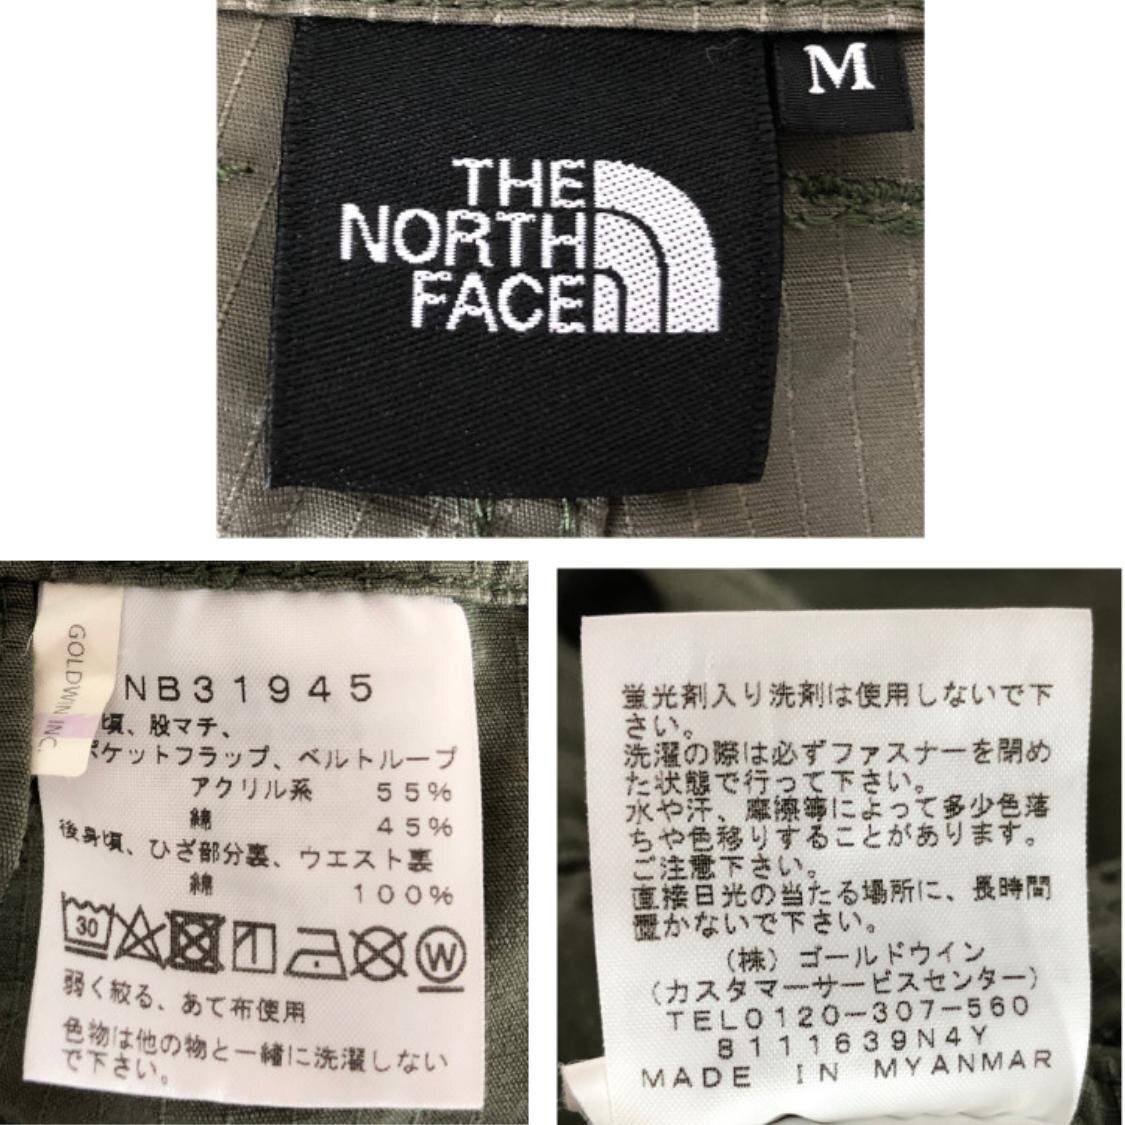 THE
NORTH
FACE
M
GOLDWIN INC.
NB31945
頃、股マチ、
ケットフラップ、ベルトループ
アクリル系 55%
綿 45%
後身頃、ひざ部分裏、ウエスト裏
綿 100%
30
W
弱く絞る、あて布使用
色物は他の物と一緒に洗濯しない
で下さい。
蛍光剤入り洗剤は使用しないで下
さい。
洗濯の際は必ずファスナーを閉め
た状態で行って下さい。
水や汗、摩擦等によって多少色落
ちや色移りすることがあります。
ご注意下さい。
直接日光の当たる場所に、長時間
置かないで下さい。
(株)ゴールドウイン
(カスタマーサービスセンター)
TEL0120-307-560
8111639N4Y
MADE IN MYANMAR